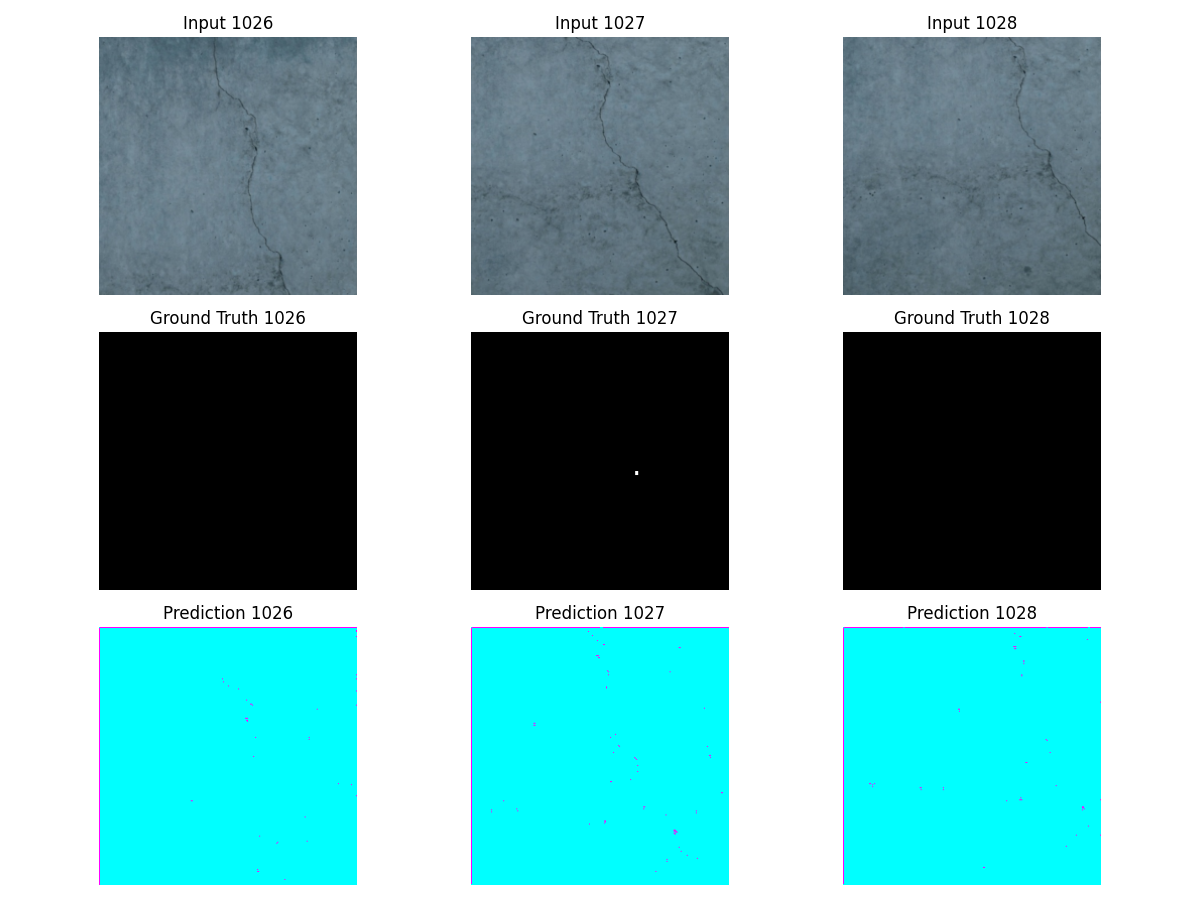 Input 1026
Input 1027
Input 1028
Ground Truth 1026
Ground Truth 1027
Ground Truth 1028
Prediction 1026
Prediction 1027
Prediction 1028